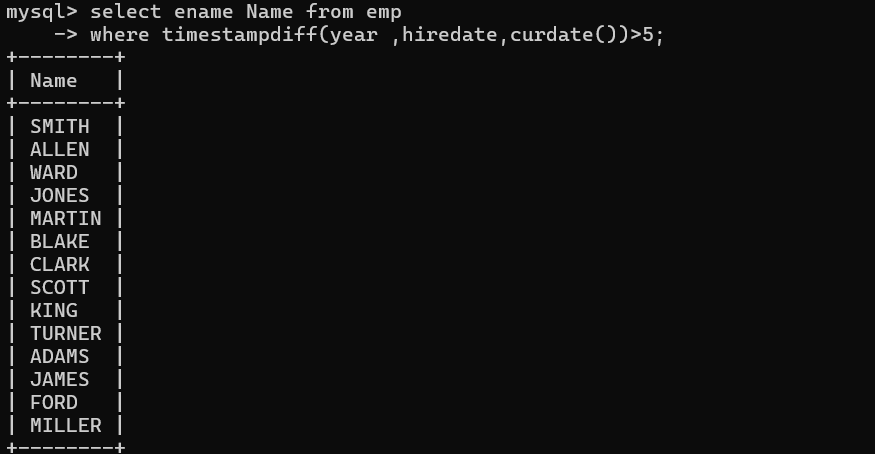 mysql> select ename Name from emp
    -> where timestampdiff(year ,hiredate,curdate())>5;
+--------+
| Name   |
+--------+
| SMITH  |
| ALLEN  |
| WARD   |
| JONES  |
| MARTIN |
| BLAKE  |
| CLARK  |
| SCOTT  |
| KING   |
| TURNER |
| ADAMS  |
| JAMES  |
| FORD   |
| MILLER |
+--------+